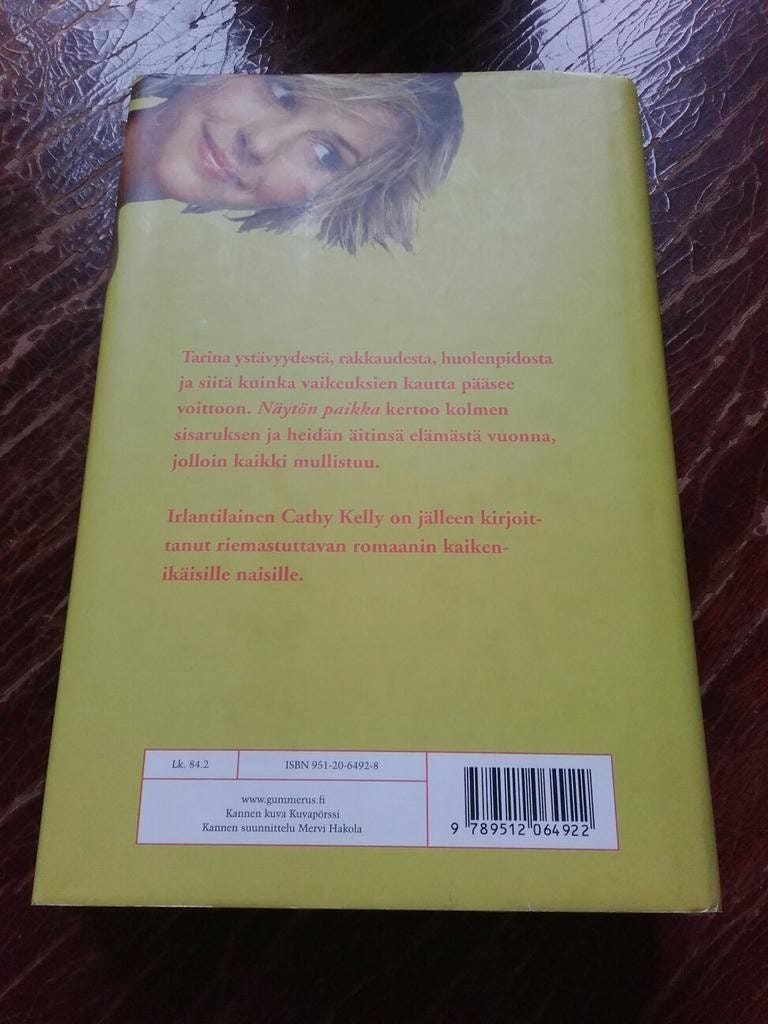 Tarina ystävyydestä, rakkaudesta, huolenpidosta
ja siitä kuinka vaikeuksien kautta pääsee
voittoon. Näytön paikka kertoo kolmen
sisaruksen ja heidän äitinsä elämästä vuonna,
jolloin kaikki mullistuu.
Irlantilainen Cathy Kelly on jälleen kirjoit-
tanut riemastuttavan romaanin kaiken-
ikäisille naisille.
Lk. 84.2
ISBN 951-20-6492-8
www.gummerus.fi
Kannen kuva Kuvapörssi
Kannen suunnittelu Mervi Hakola
9 789512 064922